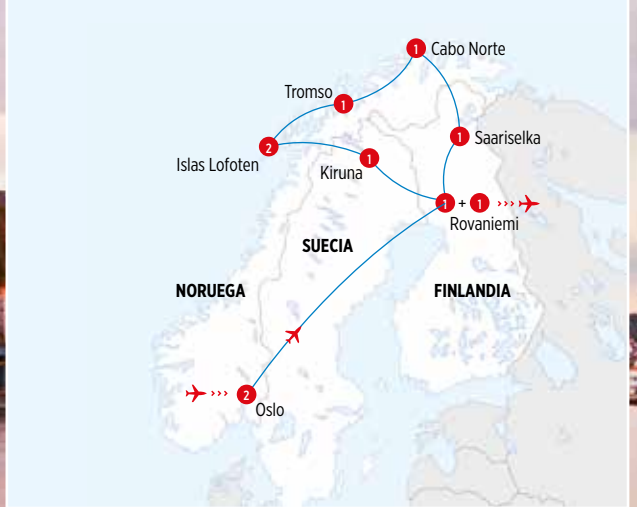 1 Cabo Norte
Tromso
1
1 Saariselka
2
Islas Lofoten
1
Kiruna
1 + 1 >>>
Rovaniemi
SUECIA
NORUEGA
FINLANDIA
>>> 2
Oslo